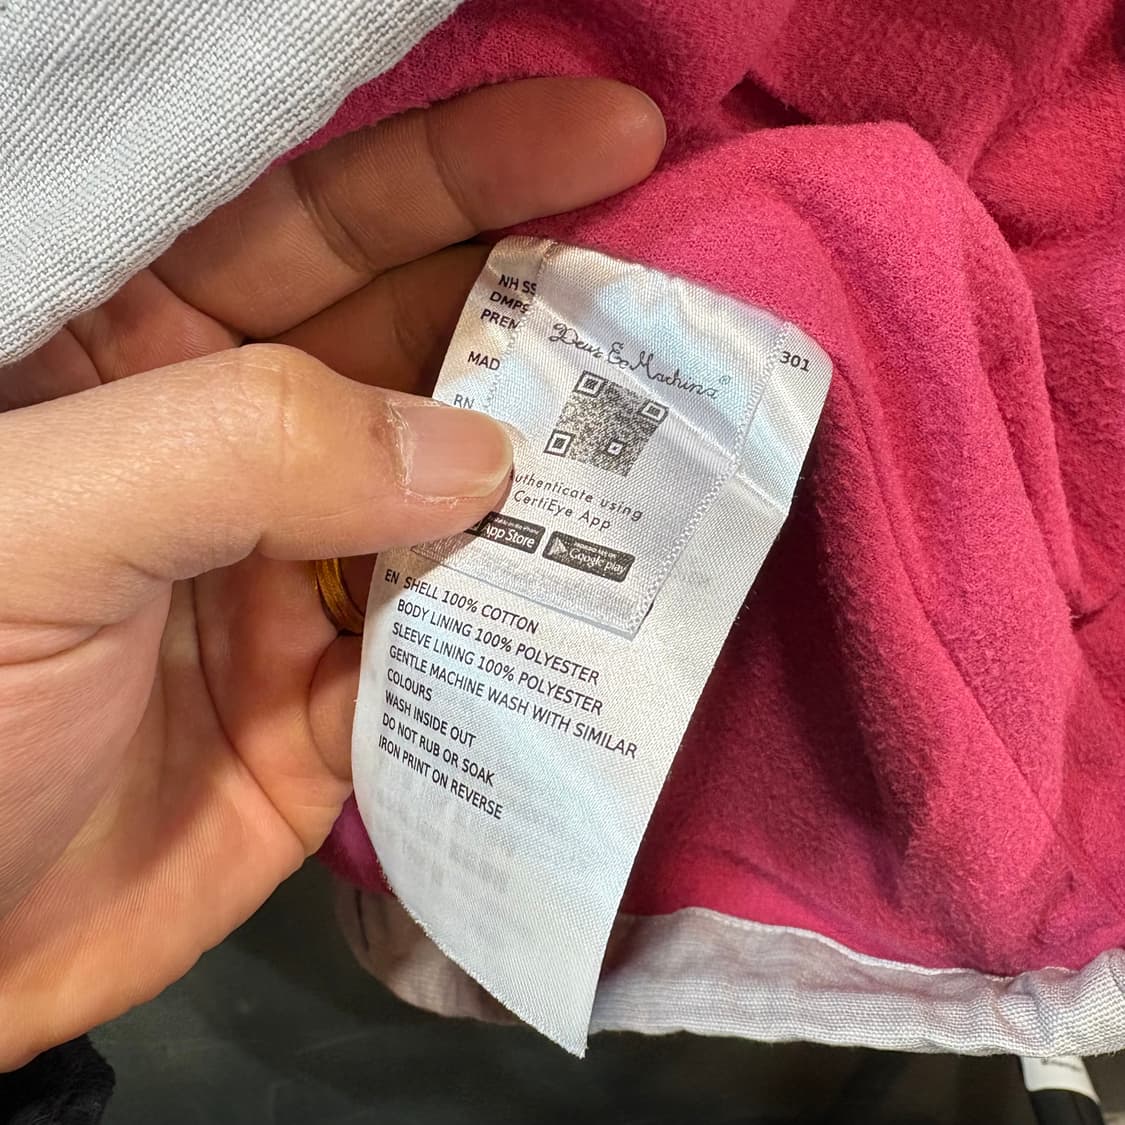 NH SS
DMPS
PREM
MAD
RN
301
Deus Ex Machina®
Authenticate using
CertiEye App
App Store
Google play
EN SHELL 100% COTTON
BODY LINING 100% POLYESTER
SLEEVE LINING 100% POLYESTER
GENTLE MACHINE WASH WITH SIMILAR
COLOURS
WASH INSIDE OUT
DO NOT RUB OR SOAK
IRON PRINT ON REVERSE